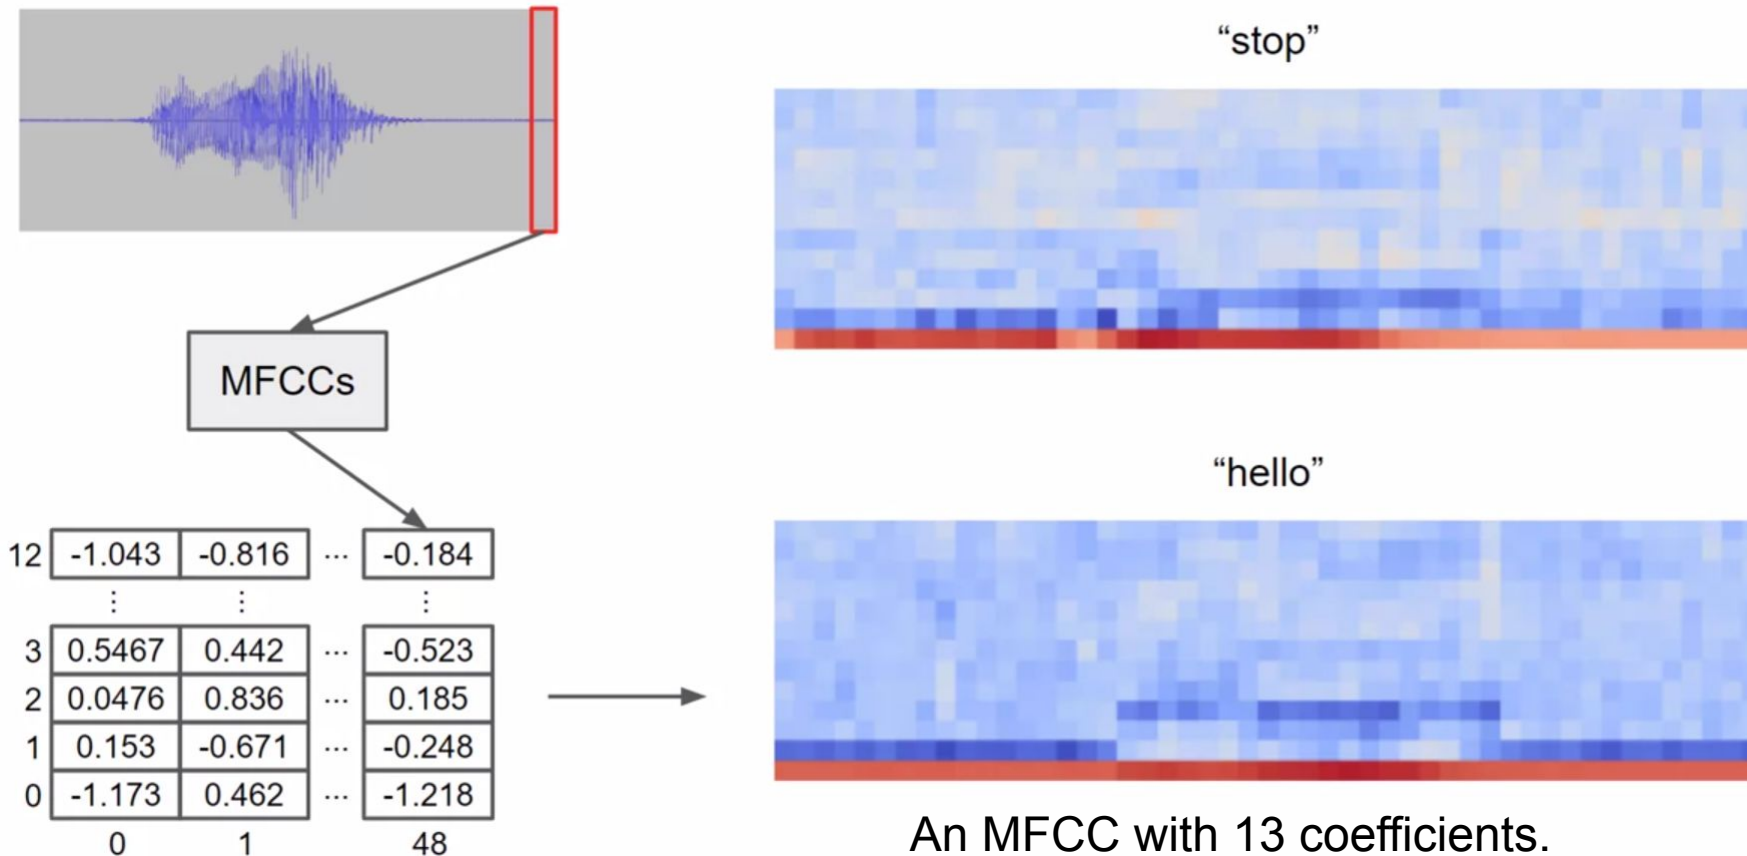 “stop”
MFCCs
“hello”
12 -1.043 -0.816 ... -0.184
⋮ ⋮ ⋮
3 0.5467 0.442 ... -0.523
2 0.0476 0.836 ... 0.185
1 0.153 -0.671 ... -0.248
0 -1.173 0.462 ... -1.218
0 1 48
An MFCC with 13 coefficients.